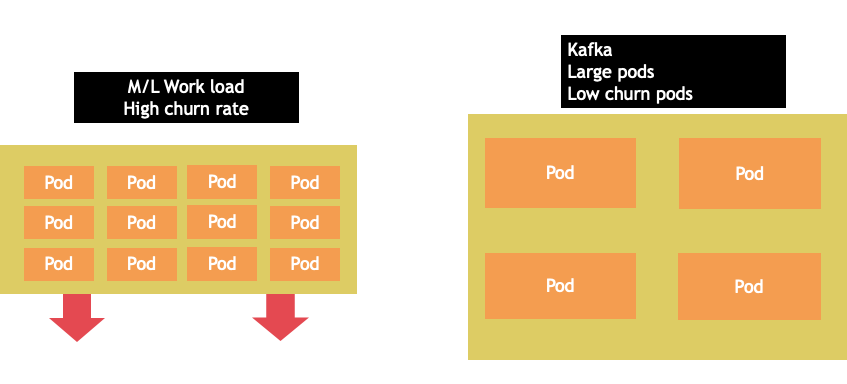 M/L Work load
High churn rate
Pod Pod Pod Pod
Pod Pod Pod Pod
Pod Pod Pod Pod
Kafka
Large pods
Low churn pods
Pod Pod
Pod Pod